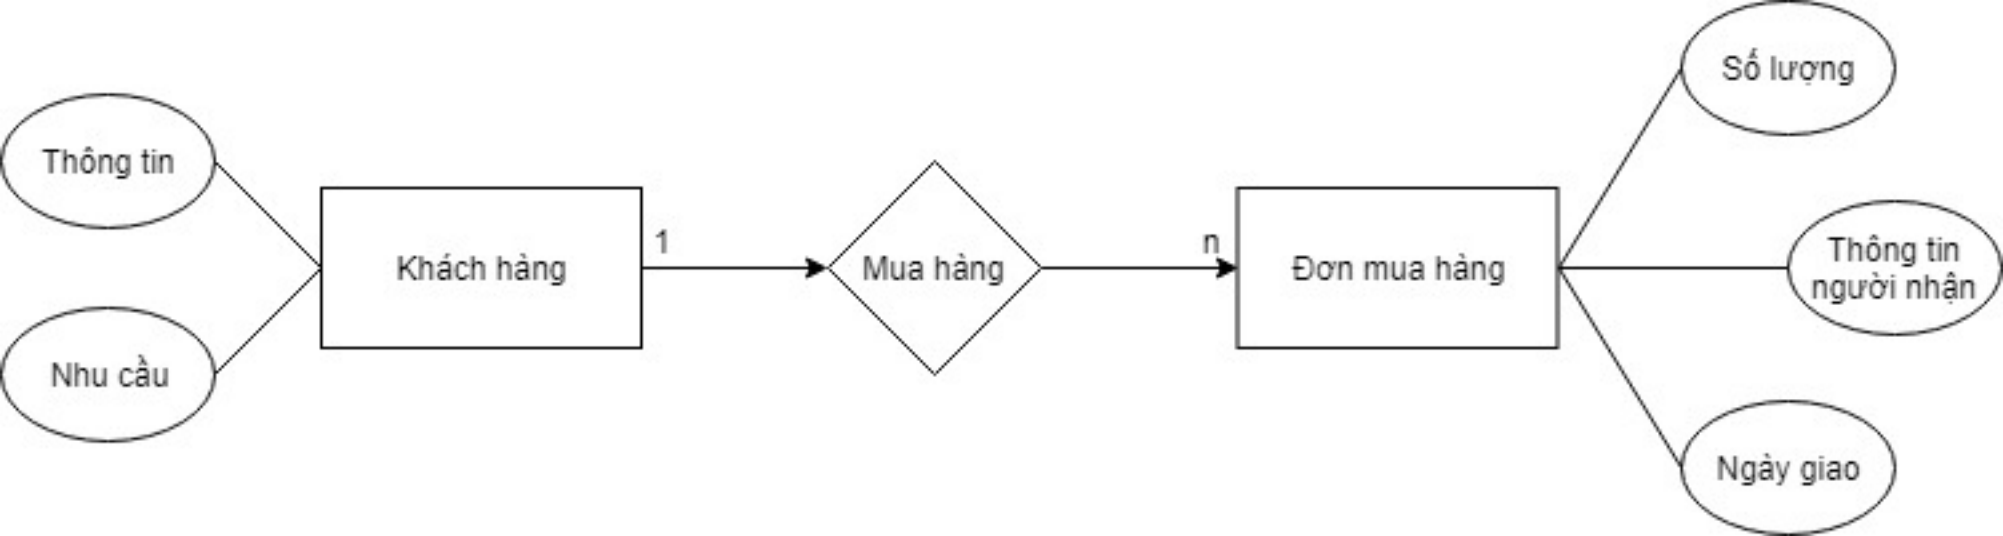 Thông tin
Nhu cầu
Khách hàng
1
Mua hàng
n
Đơn mua hàng
Số lượng
Thông tin
người nhận
Ngày giao